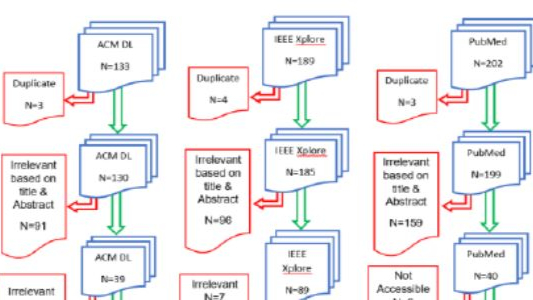 ACM DL
N=133
IEEE Xplore
N=189
PubMed
N=202
Duplicate
N=3
Duplicate
N=4
Duplicate
N=3
ACM DL
N=130
IEEE Xplore
N=185
PubMed
N=199
Irrelevant
based on
title &
Abstract
N=91
Irrelevant
based on
title &
Abstract
N=96
Irrelevant
based on
title &
Abstract
N=159
ACM DL
N=39
IEEE
Xplore
N=89
PubMed
N=40
Irrelevant
Irrelevant
N=7
Not
Accessible